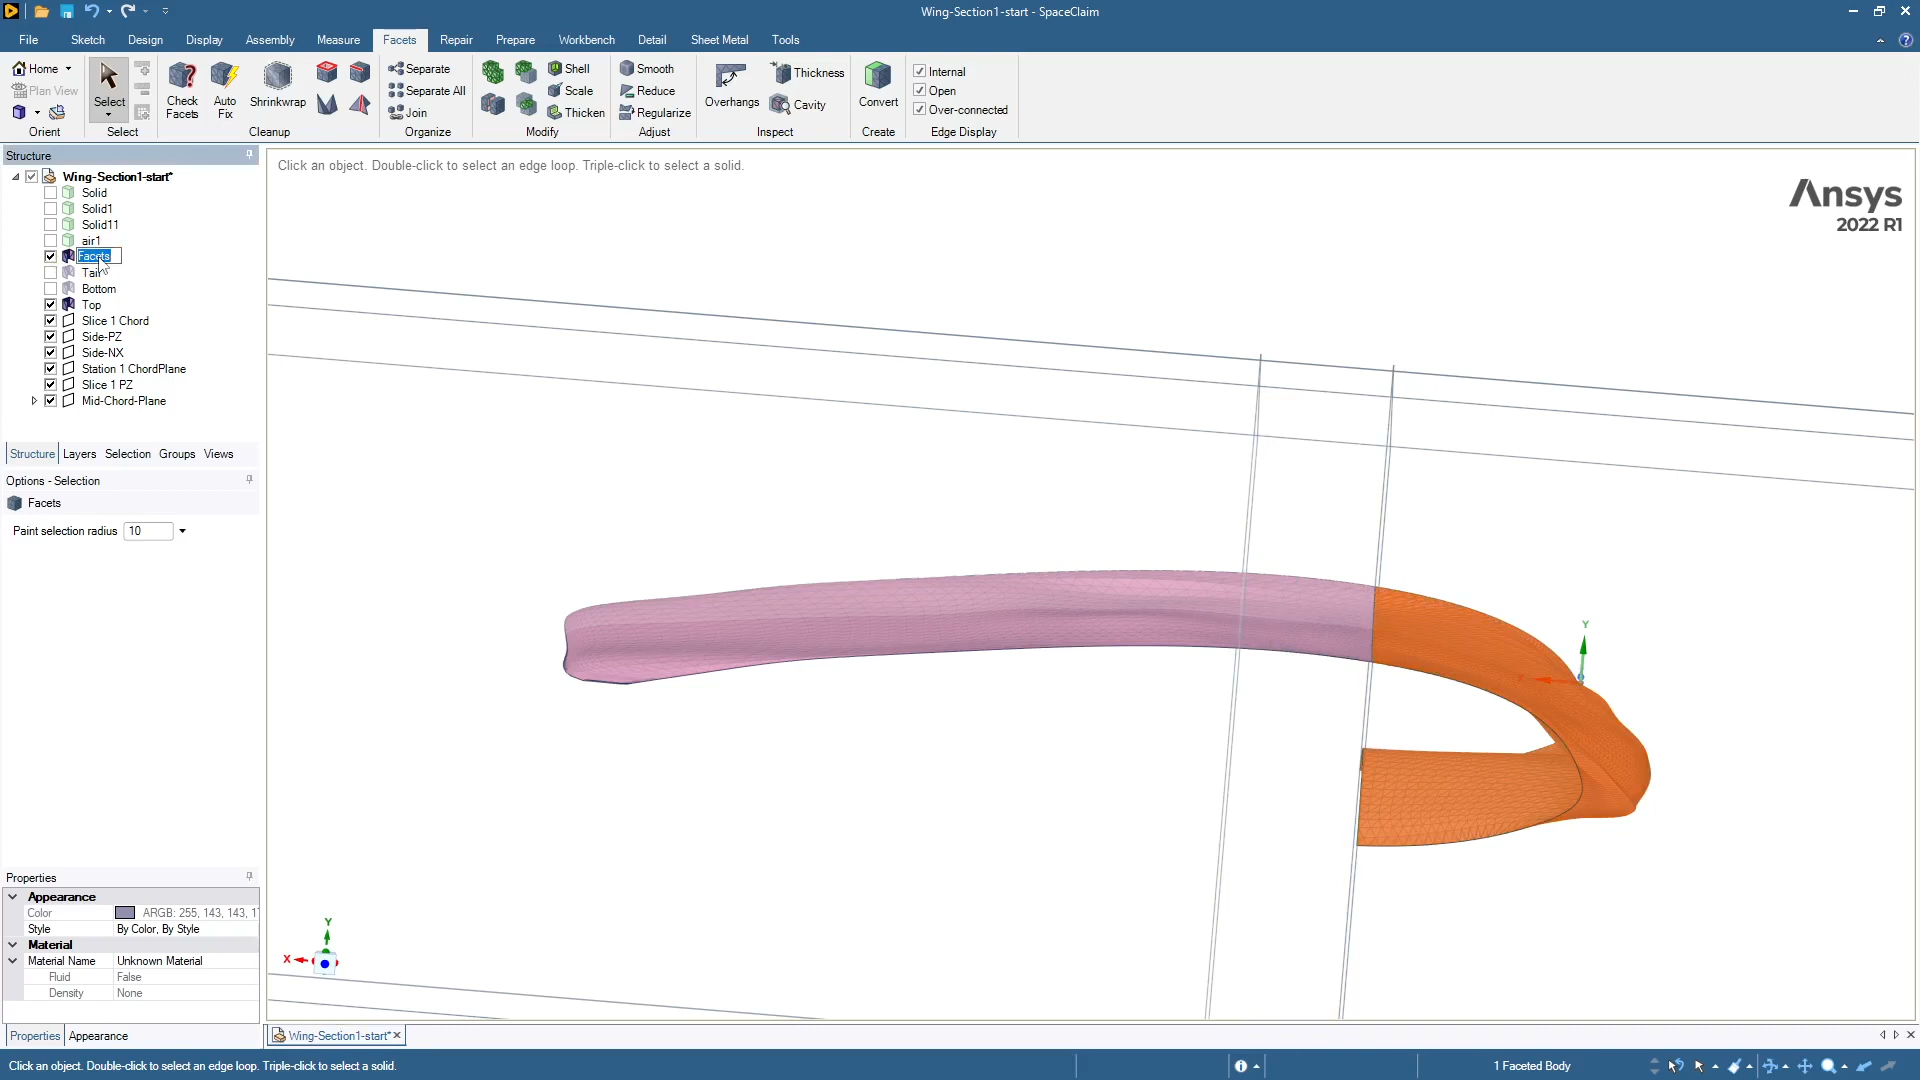 Wing-Section1-start - SpaceClaim
File Sketch Design Display Assembly Measure Facets Repair Prepare Workbench Detail Sheet Metal Tools
Home
Plan View
Orient
Select
Select
Check Facets
Auto Fix
Shrinkwrap
Cleanup
Separate
Separate All
Join
Organize
Shell
Scale
Thicken
Modify
Smooth
Reduce
Regularize
Adjust
Overhangs
Thickness
Cavity
Inspect
Convert
Create
Internal
Open
Over-connected
Edge Display
Structure
Wing-Section1-start*
Solid
Solid1
Solid11
air1
Facets
Tail
Bottom
Top
Slice 1 Chord
Side-PZ
Side-NX
Station 1 ChordPlane
Slice 1 PZ
Mid-Chord-Plane
Structure Layers Selection Groups Views
Options - Selection
Facets
Paint selection radius 10
Properties
Appearance
Color ARGB: 255, 143, 143, 1
Style By Color, By Style
Material
Material Name Unknown Material
Fluid False
Density None
Properties Appearance
Click an object. Double-click to select an edge loop. Triple-click to select a solid.
Ansys
2022 R1
Y
X
Y
X
Wing-Section1-start*
Click an object. Double-click to select an edge loop. Triple-click to select a solid.
1 Faceted Body